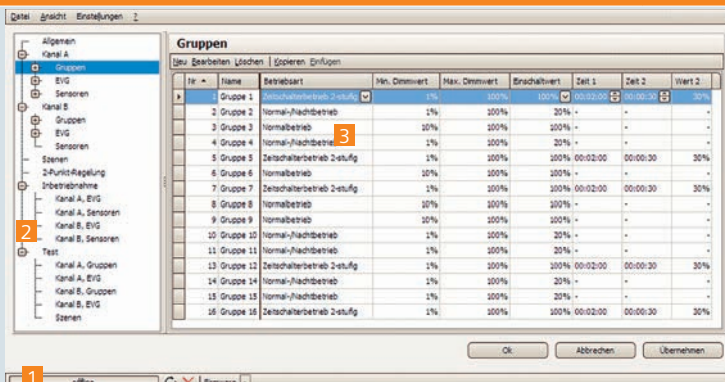 Datei Ansicht Einstellungen ?
Allgemein
Kanal A
Gruppen
EVG
Sensoren
Kanal B
Gruppen
EVG
Sensoren
Szenen
2-Punkt-Regelung
Inbetriebnahme
Kanal A, EVG
Kanal A, Sensoren
Kanal B, EVG
2
Kanal B, Sensoren
Test
Kanal A, Gruppen
Kanal A, EVG
Kanal B, Gruppen
Kanal B, EVG
Szenen
Gruppen
Neu Bearbeiten Löschen Kopieren Einfügen
Nr Name Betriebsart Min. Dimmwert Max. Dimmwert Einschaltwert Zeit 1 Zeit 2 Wert 2
1 Gruppe 1 Zeitschalterbetrieb 2-stufig 1% 100% 100% 00:02:00 00:00:30 30%
2 Gruppe 2 Normal-/Nachtbetrieb 1% 100% 20% - - -
3 Gruppe 3 Normalbetrieb 10% 100% 100% - - -
3
4 Gruppe 4 Normal-/Nachtbetrieb 1% 100% 20% - - -
5 Gruppe 5 Zeitschalterbetrieb 2-stufig 1% 100% 100% 00:02:00 00:00:30 30%
6 Gruppe 6 Normalbetrieb 10% 100% 100% - - -
7 Gruppe 7 Zeitschalterbetrieb 2-stufig 1% 100% 100% 00:02:00 00:00:30 30%
8 Gruppe 8 Normalbetrieb 10% 100% 100% - - -
9 Gruppe 9 Normalbetrieb 10% 100% 100% - - -
10 Gruppe 10 Normal-/Nachtbetrieb 1% 100% 20% - - -
11 Gruppe 11 Normal-/Nachtbetrieb 1% 100% 20% - - -
13 Gruppe 12 Zeitschalterbetrieb 2-stufig 1% 100% 100% 00:02:00 00:00:30 30%
14 Gruppe 14 Normal-/Nachtbetrieb 1% 100% 20% - - -
15 Gruppe 15 Normal-/Nachtbetrieb 1% 100% 20% - - -
16 Gruppe 16 Zeitschalterbetrieb 2-stufig 1% 100% 100% 00:02:00 00:00:30 30%
Ok Abbrechen Übernehmen
1
offline Firmware